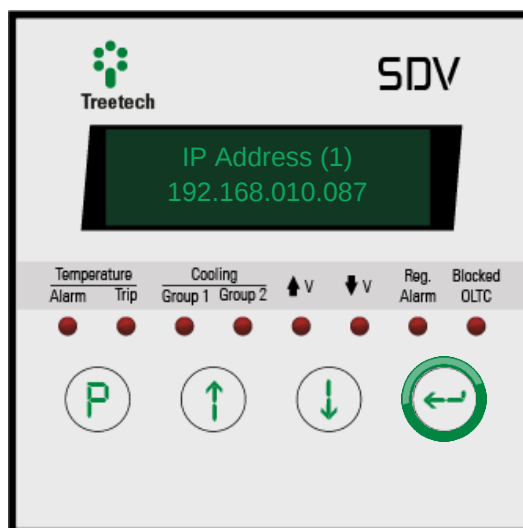 Treetech
SDV
IP Address (1)
192.168.010.087
Temperature
Alarm Trip
Cooling
Group 1 Group 2
V
V
Reg.
Alarm
Blocked
OLTC
P